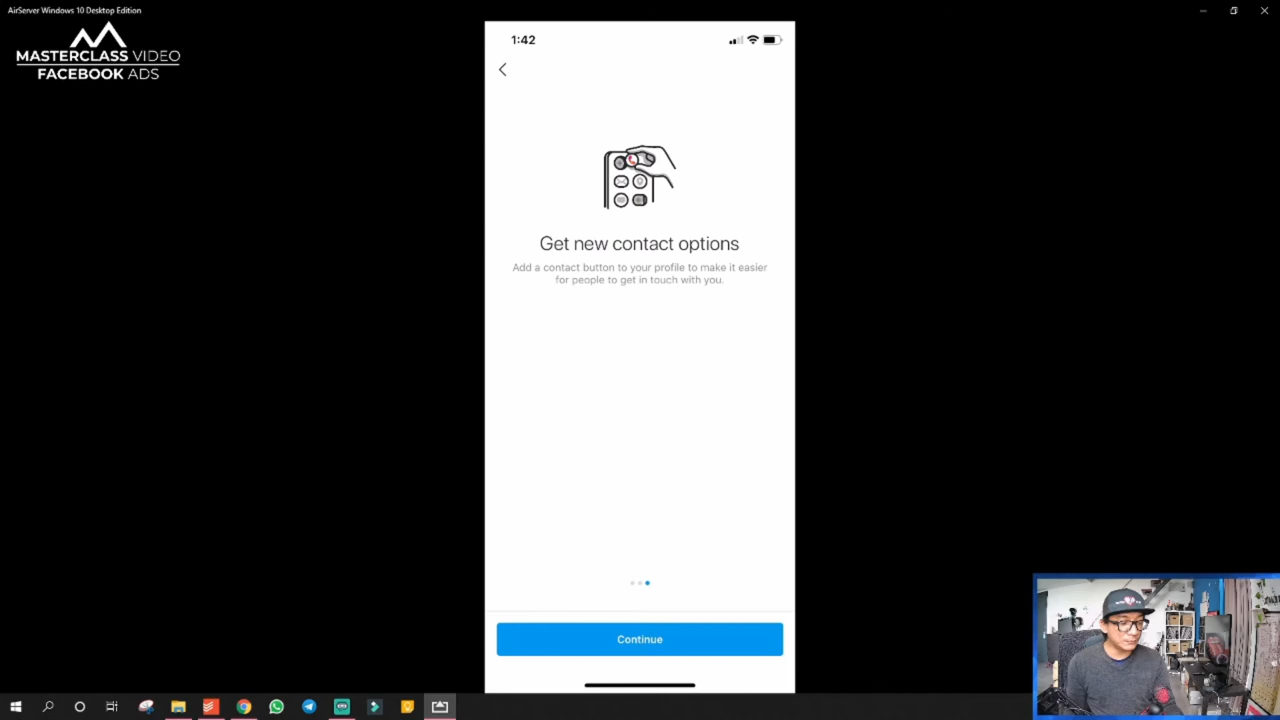 AirServer Windows 10 Desktop Edition
MASTERCLASS VIDEO
FACEBOOK ADS
1:42
Get new contact options
Add a contact button to your profile to make it easier
for people to get in touch with you.
Continue